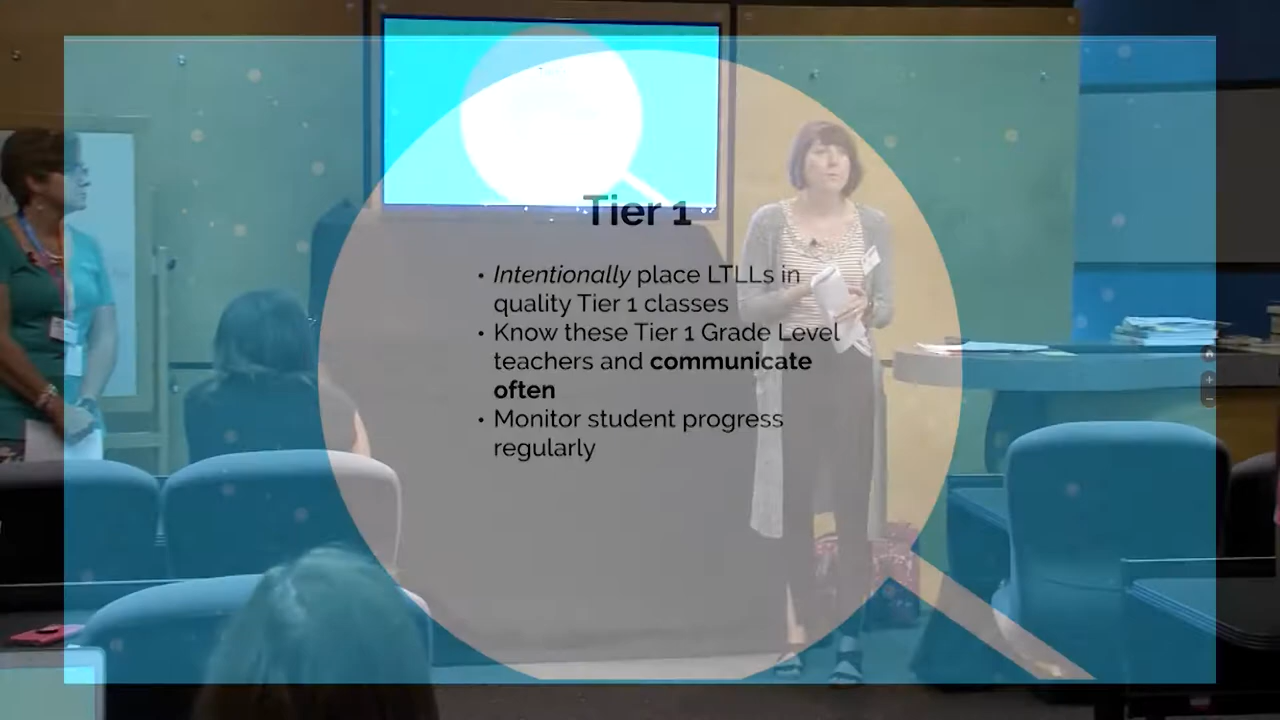 Tier 1
• Intentionally place LTLLs in
quality Tier 1 classes
• Know these Tier 1 Grade Level
teachers and communicate
often
• Monitor student progress
regularly